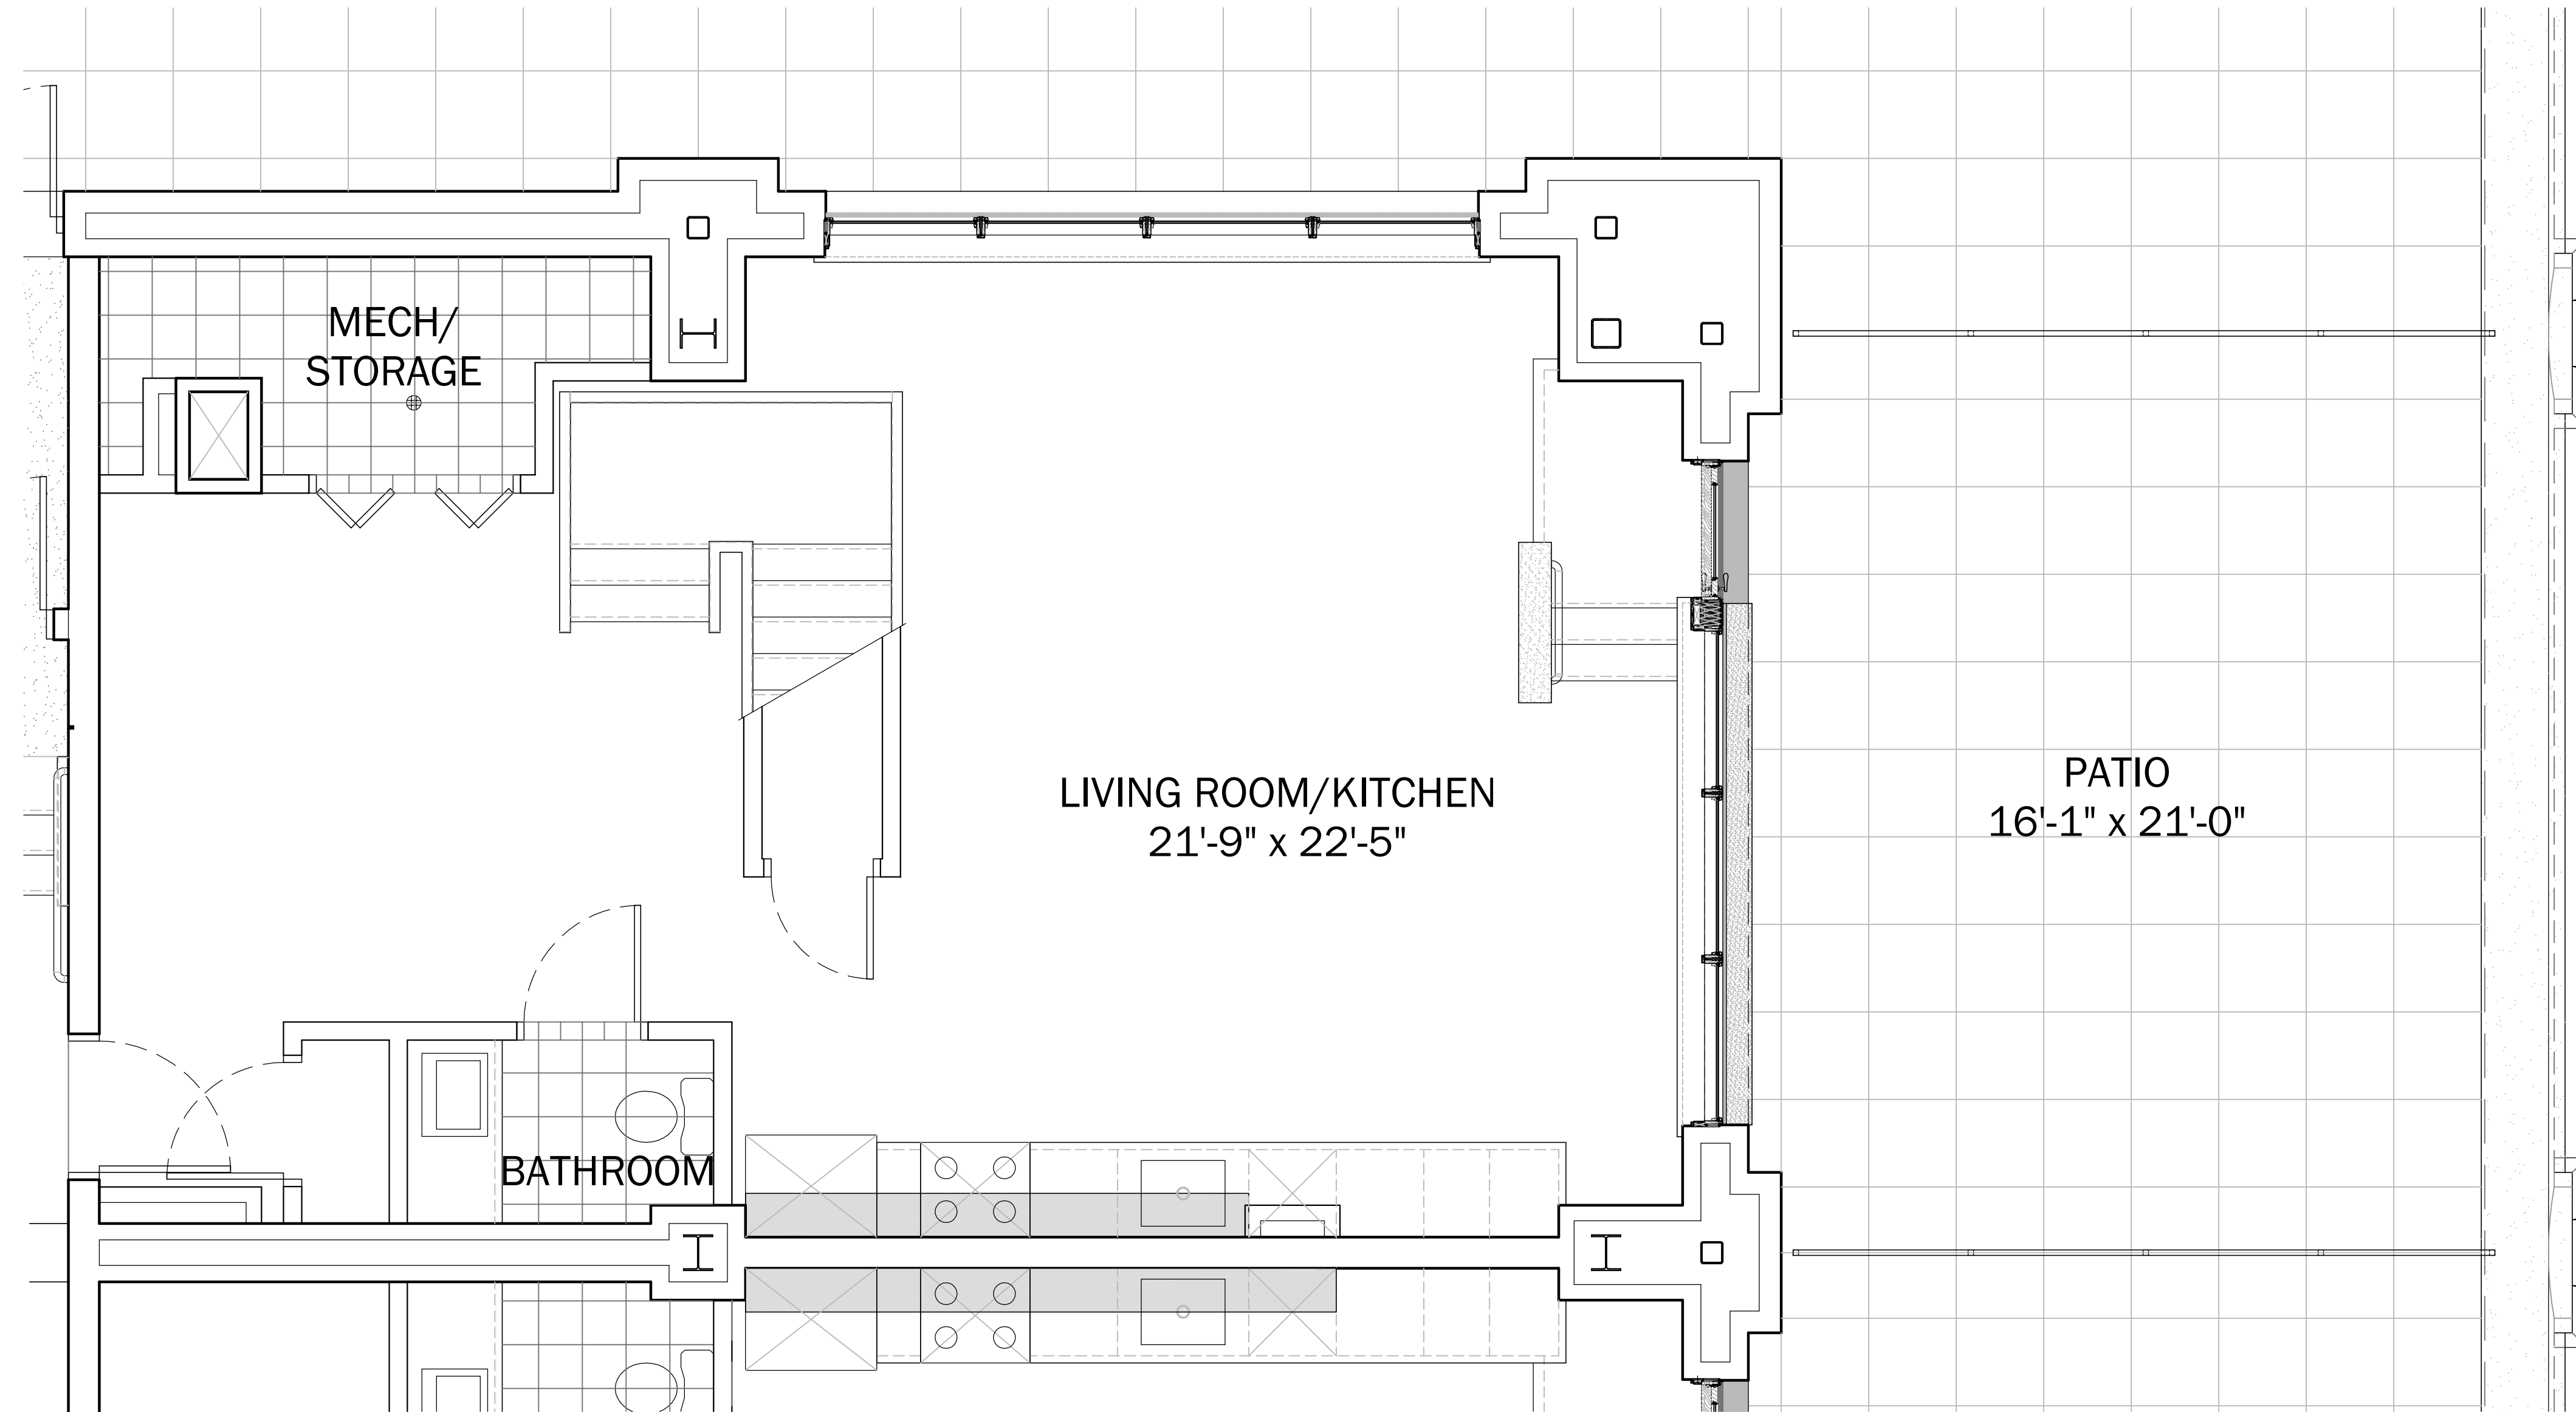 MECH/
STORAGE
LIVING ROOM/KITCHEN
21'-9" x 22'-5"
PATIO
16'-1" x 21'-0"
BATHROOM